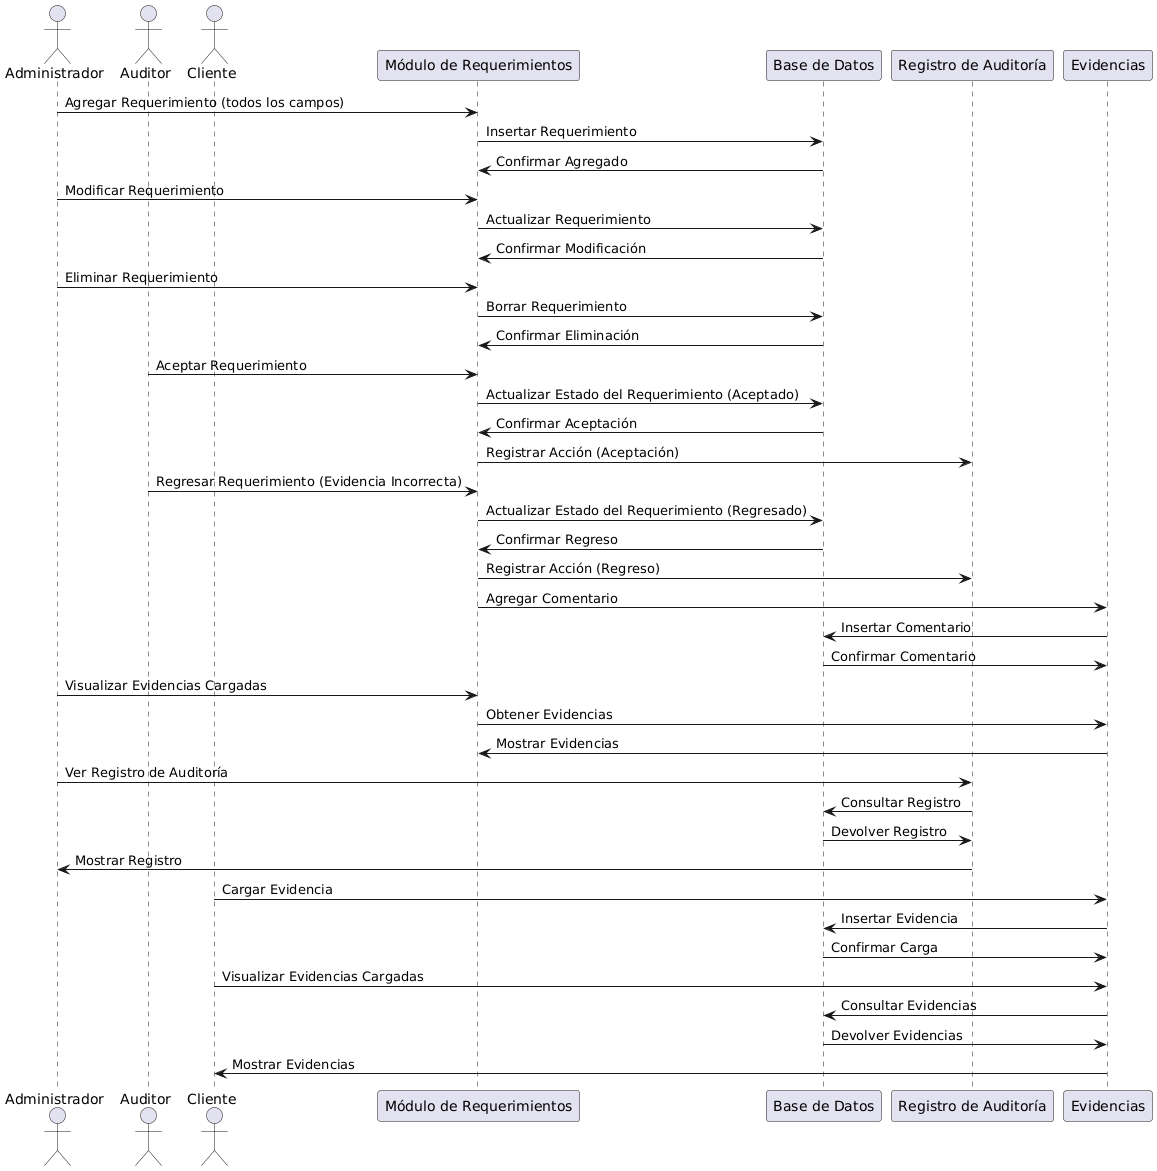 Administrador
Auditor
Cliente
Módulo de Requerimientos
Base de Datos
Registro de Auditoría
Evidencias
Agregar Requerimiento (todos los campos)
Insertar Requerimiento
Confirmar Agregado
Modificar Requerimiento
Actualizar Requerimiento
Confirmar Modificación
Eliminar Requerimiento
Borrar Requerimiento
Confirmar Eliminación
Aceptar Requerimiento
Actualizar Estado del Requerimiento (Aceptado)
Confirmar Aceptación
Registrar Acción (Aceptación)
Regresar Requerimiento (Evidencia Incorrecta)
Actualizar Estado del Requerimiento (Regresado)
Confirmar Regreso
Registrar Acción (Regreso)
Agregar Comentario
Insertar Comentario
Confirmar Comentario
Visualizar Evidencias Cargadas
Obtener Evidencias
Mostrar Evidencias
Ver Registro de Auditoría
Consultar Registro
Devolver Registro
Mostrar Registro
Cargar Evidencia
Insertar Evidencia
Confirmar Carga
Visualizar Evidencias Cargadas
Consultar Evidencias
Devolver Evidencias
Mostrar Evidencias
Administrador
Auditor
Cliente
Módulo de Requerimientos
Base de Datos
Registro de Auditoría
Evidencias